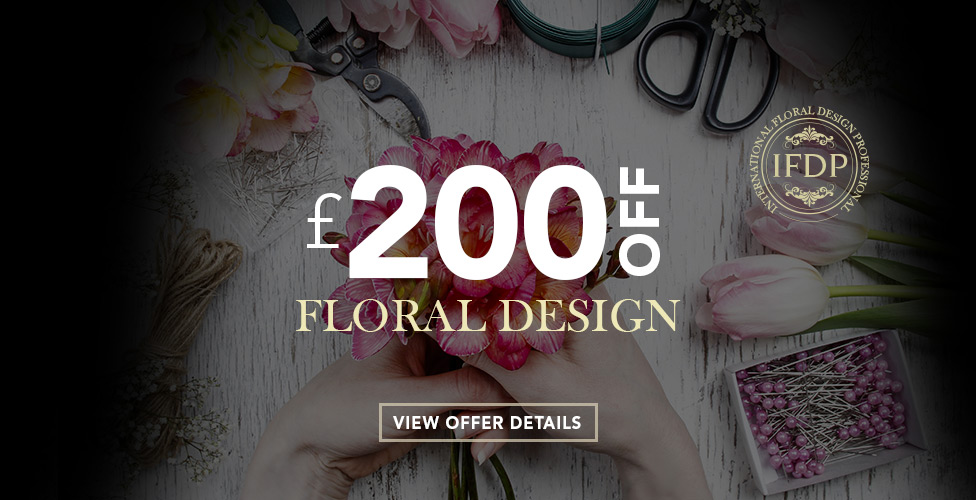 £200 OFF
FLORAL DESIGN
VIEW OFFER DETAILS
INTERNATIONAL FLORAL DESIGN PROFESSIONAL
IFDP